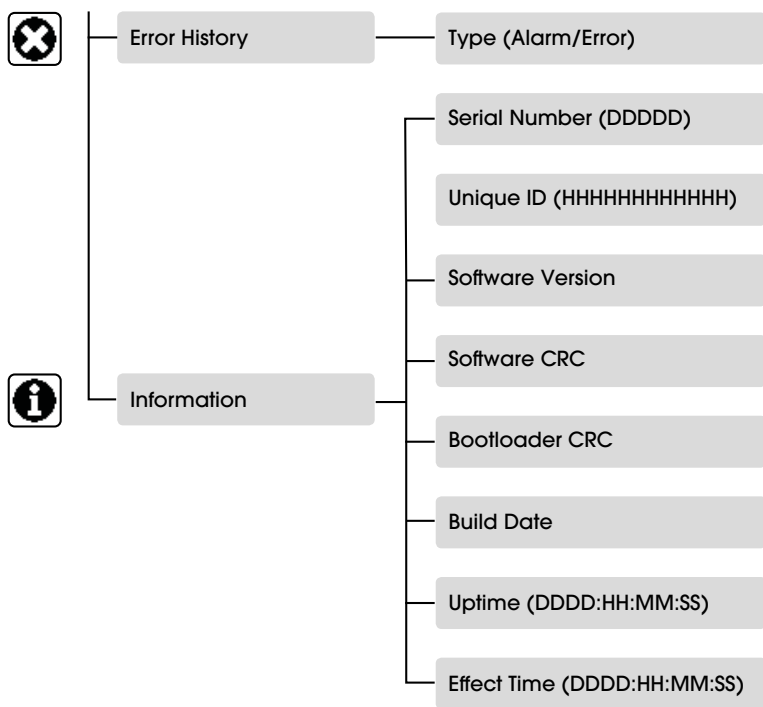 Error History
Type (Alarm/Error)
Serial Number (DDDDD)
Unique ID (HHHHHHHHHHHH)
Software Version
Software CRC
Information
Bootloader CRC
Build Date
Uptime (DDDD:HH:MM:SS)
Effect Time (DDDD:HH:MM:SS)